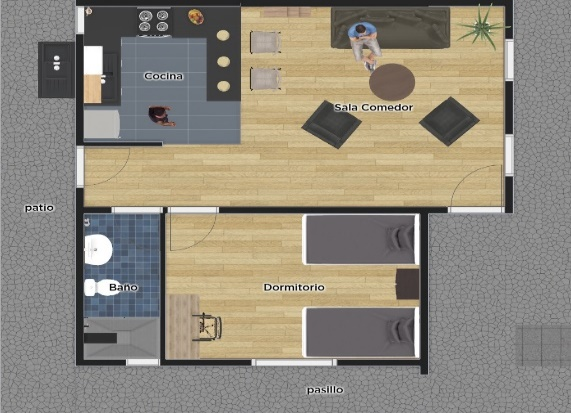 Cocina
Sala Comedor
patio
Baño
Dormitorio
pasillo